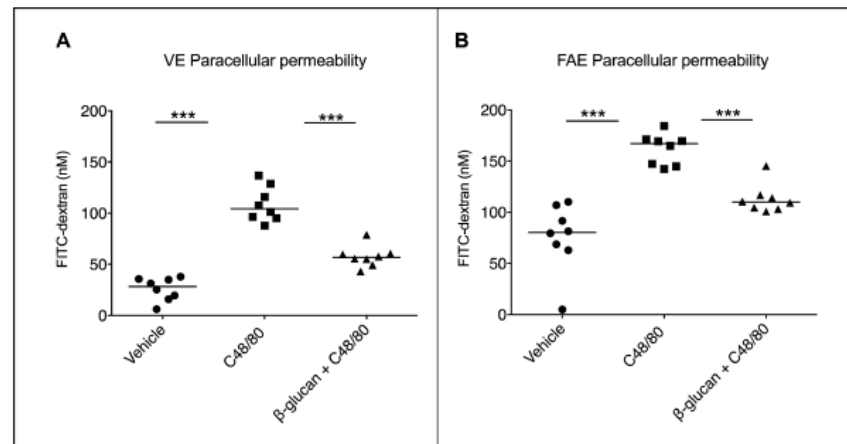 A
VE Paracellular permeability
***
***
200
150
100
50
0
FITC-dextran (nM)
Vehicle
C48/80
β-glucan + C48/80
B
FAE Paracellular permeability
***
***
200
150
100
50
0
FITC-dextran (nM)
Vehicle
C48/80
β-glucan + C48/80